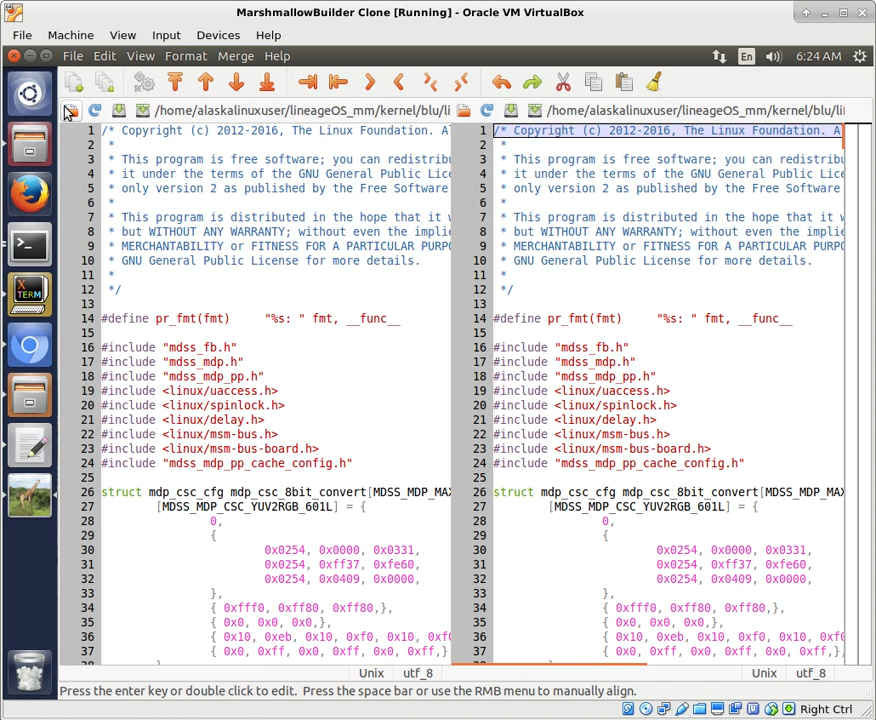 MarshmallowBuilder Clone [Running] - Oracle VM VirtualBox
File Machine View Input Devices Help
File Edit View Format Merge Help En 6:24 AM
/home/alaskalinuxuser/lineageOS_mm/kernel/blu/li /home/alaskalinuxuser/lineageOS_mm/kernel/blu/li
1 /* Copyright (c) 2012-2016, The Linux Foundation. A 1 /* Copyright (c) 2012-2016, The Linux Foundation. A
2 * 2 *
3 * This program is free software; you can redistribu 3 * This program is free software; you can redistribu
4 * it under the terms of the GNU General Public Lice 4 * it under the terms of the GNU General Public Lice
5 * only version 2 as published by the Free Software 5 * only version 2 as published by the Free Software
6 * 6 *
7 * This program is distributed in the hope that it w 7 * This program is distributed in the hope that it w
8 * but WITHOUT ANY WARRANTY; without even the implie 8 * but WITHOUT ANY WARRANTY; without even the implie
9 * MERCHANTABILITY or FITNESS FOR A PARTICULAR PURPO 9 * MERCHANTABILITY or FITNESS FOR A PARTICULAR PURPO
10 * GNU General Public License for more details. 10 * GNU General Public License for more details.
11 * 11 *
12 */ 12 */
13 13
14 #define pr_fmt(fmt) "%s: " fmt, __func__ 14 #define pr_fmt(fmt) "%s: " fmt, __func__
15 15
16 #include "mdss_fb.h" 16 #include "mdss_fb.h"
17 #include "mdss_mdp.h" 17 #include "mdss_mdp.h"
18 #include "mdss_mdp_pp.h" 18 #include "mdss_mdp_pp.h"
19 #include <linux/uaccess.h> 19 #include <linux/uaccess.h>
20 #include <linux/spinlock.h> 20 #include <linux/spinlock.h>
21 #include <linux/delay.h> 21 #include <linux/delay.h>
22 #include <linux/msm-bus.h> 22 #include <linux/msm-bus.h>
23 #include <linux/msm-bus-board.h> 23 #include <linux/msm-bus-board.h>
24 #include "mdss_mdp_pp_cache_config.h" 24 #include "mdss_mdp_pp_cache_config.h"
25 25
26 struct mdp_csc_cfg mdp_csc_8bit_convert[MDSS_MDP_MAX 26 struct mdp_csc_cfg mdp_csc_8bit_convert[MDSS_MDP_MA
27 [MDSS_MDP_CSC_YUV2RGB_601L] = { 27 [MDSS_MDP_CSC_YUV2RGB_601L] = {
28 0, 28 0,
29 { 29 {
30 0x0254, 0x0000, 0x0331, 30 0x0254, 0x0000, 0x0331,
31 0x0254, 0xff37, 0xfe60, 31 0x0254, 0xff37, 0xfe60,
32 0x0254, 0x0409, 0x0000, 32 0x0254, 0x0409, 0x0000,
33 }, 33 },
34 { 0xfff0, 0xff80, 0xff80,}, 34 { 0xfff0, 0xff80, 0xff80,},
35 { 0x0, 0x0, 0x0,}, 35 { 0x0, 0x0, 0x0,},
36 { 0x10, 0xeb, 0x10, 0xf0, 0x10, 0xf0 36 { 0x10, 0xeb, 0x10, 0xf0, 0x10, 0xf
37 { 0x0, 0xff, 0x0, 0xff, 0x0, 0xff,} 37 { 0x0, 0xff, 0x0, 0xff, 0x0, 0xff,}
Unix utf_8 Unix utf_8
Press the enter key or double click to edit. Press the space bar or use the RMB menu to manually align.
Right Ctrl
X
TERM